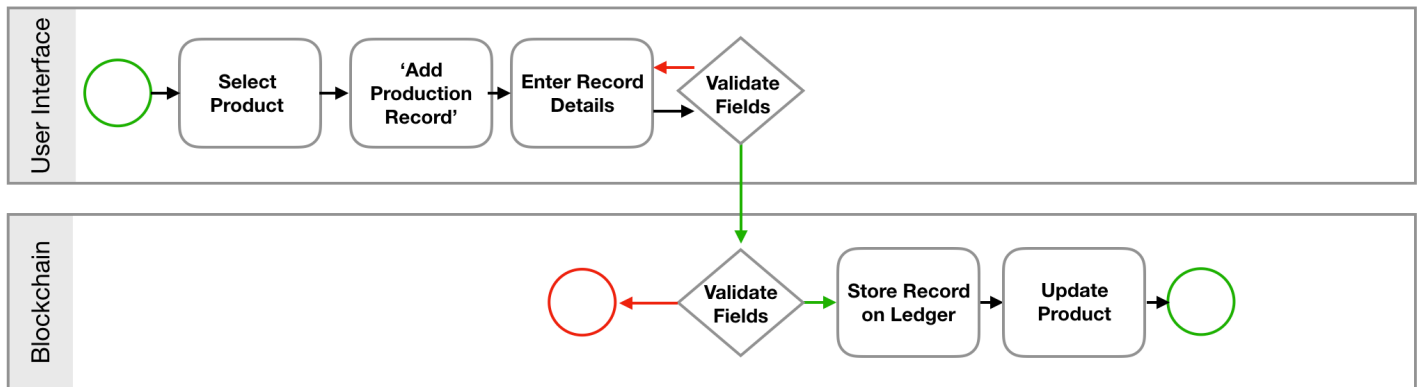 User Interface
Select
Product
‘Add
Production
Record’
Enter Record
Details
Validate
Fields
Blockchain
Validate
Fields
Store Record
on Ledger
Update
Product